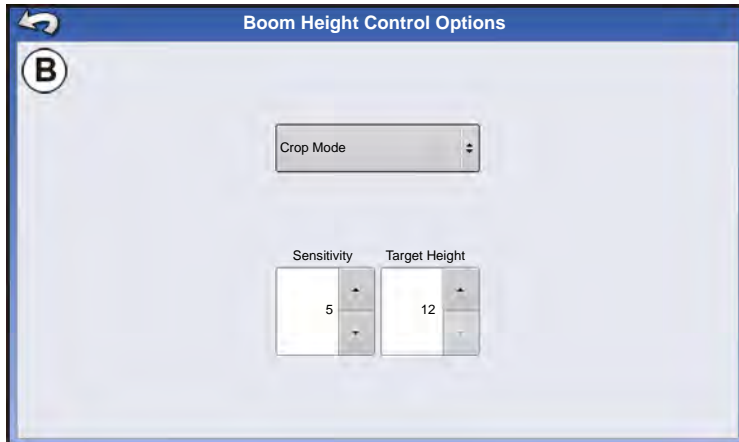 Boom Height Control Options
B
Crop Mode
Sensitivity Target Height
5 12